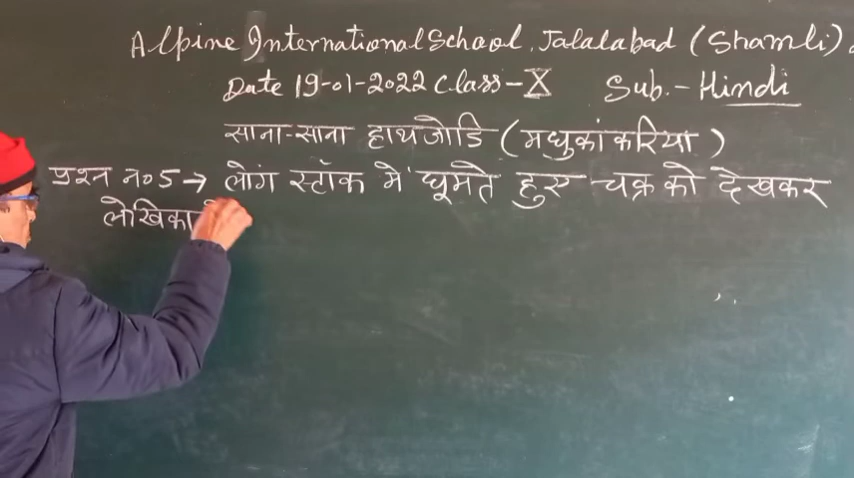 Alpine International School, Jalalabad (Shamli).
Date 19-01-2022 Class-X Sub.- Hindi
साना-साना हाथ जोडि (मधुकांकरिया)
प्रश्न न० 5 → लोंग स्टॉक में घूमते हुए चक्र को देखकर
लेखिका